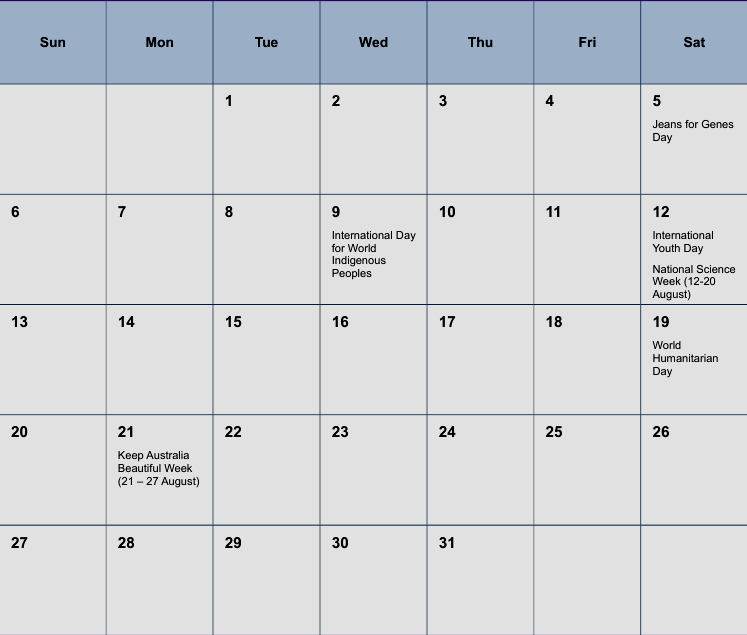 Sun Mon Tue Wed Thu Fri Sat
1 2 3 4 5
Jeans for Genes
Day
6 7 8 9 10 11 12
International Day
for World
Indigenous
Peoples
International
Youth Day
National Science
Week (12-20
August)
13 14 15 16 17 18 19
World
Humanitarian
Day
20 21 22 23 24 25 26
Keep Australia
Beautiful Week
(21 – 27 August)
27 28 29 30 31